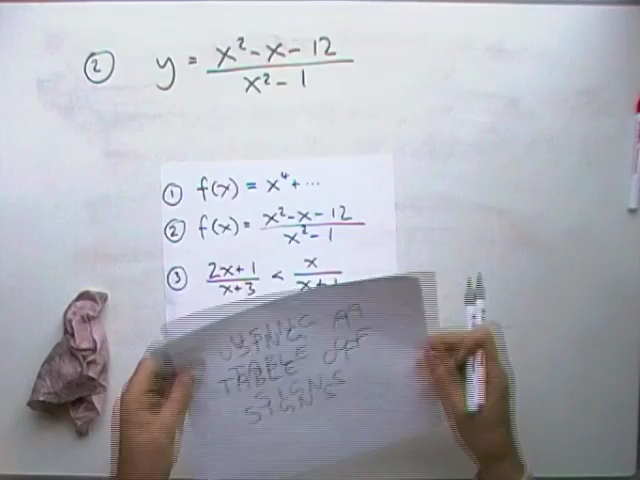 ② y = x²-x-12 / x²-1
① f(x) = x⁴+...
② f(x) = x²-x-12 / x²-1
③ 2x+1 / x+3 < x /
USING A
TABLE OF
SIGNS